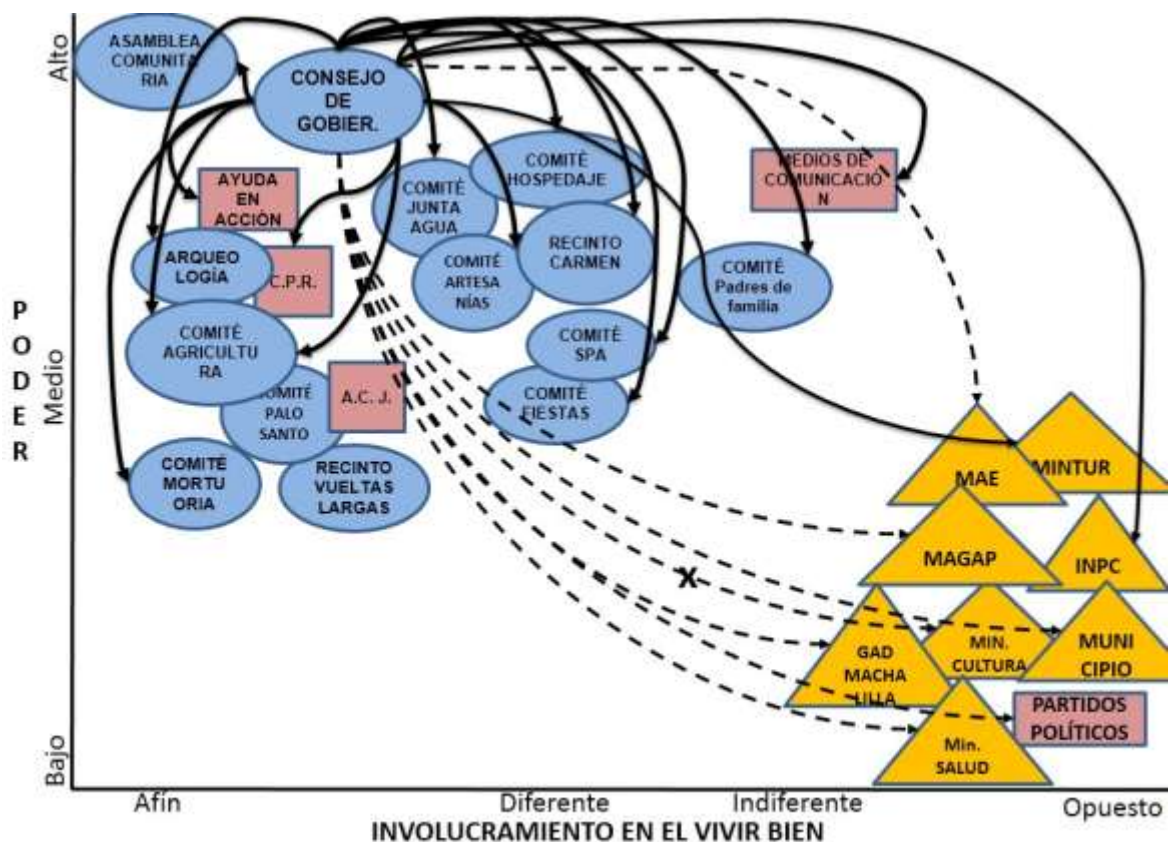 Alto
Medio
Bajo
PODER
ASAMBLEA
COMUNITA
RIA
CONSEJO
DE
GOBIER.
AYUDA
EN
ACCIÓN
COMITÉ
JUNTA
AGUA
COMITÉ
HOSPEDAJE
MEDIOS DE
COMUNICACIÓ
N
ARQUEO
LOGÍA
C.P.R.
COMITÉ
ARTESA
NÍAS
RECINTO
CARMEN
COMITÉ
Padres de
familia
COMITÉ
AGRICULTU
RA
COMITÉ
SPA
A.C. J.
COMITÉ
PALO
SANTO
COMITÉ
FIESTAS
COMITÉ
MORTU
ORIA
RECINTO
VUELTAS
LARGAS
MAE
MINTUR
MAGAP
INPC
X
GAD
MACHA
LILLA
MIN.
CULTURA
MUNI
CIPIO
PARTIDOS
POLÍTICOS
Min.
SALUD
Afín
Diferente
Indiferente
Opuesto
INVOLUCRAMIENTO EN EL VIVIR BIEN